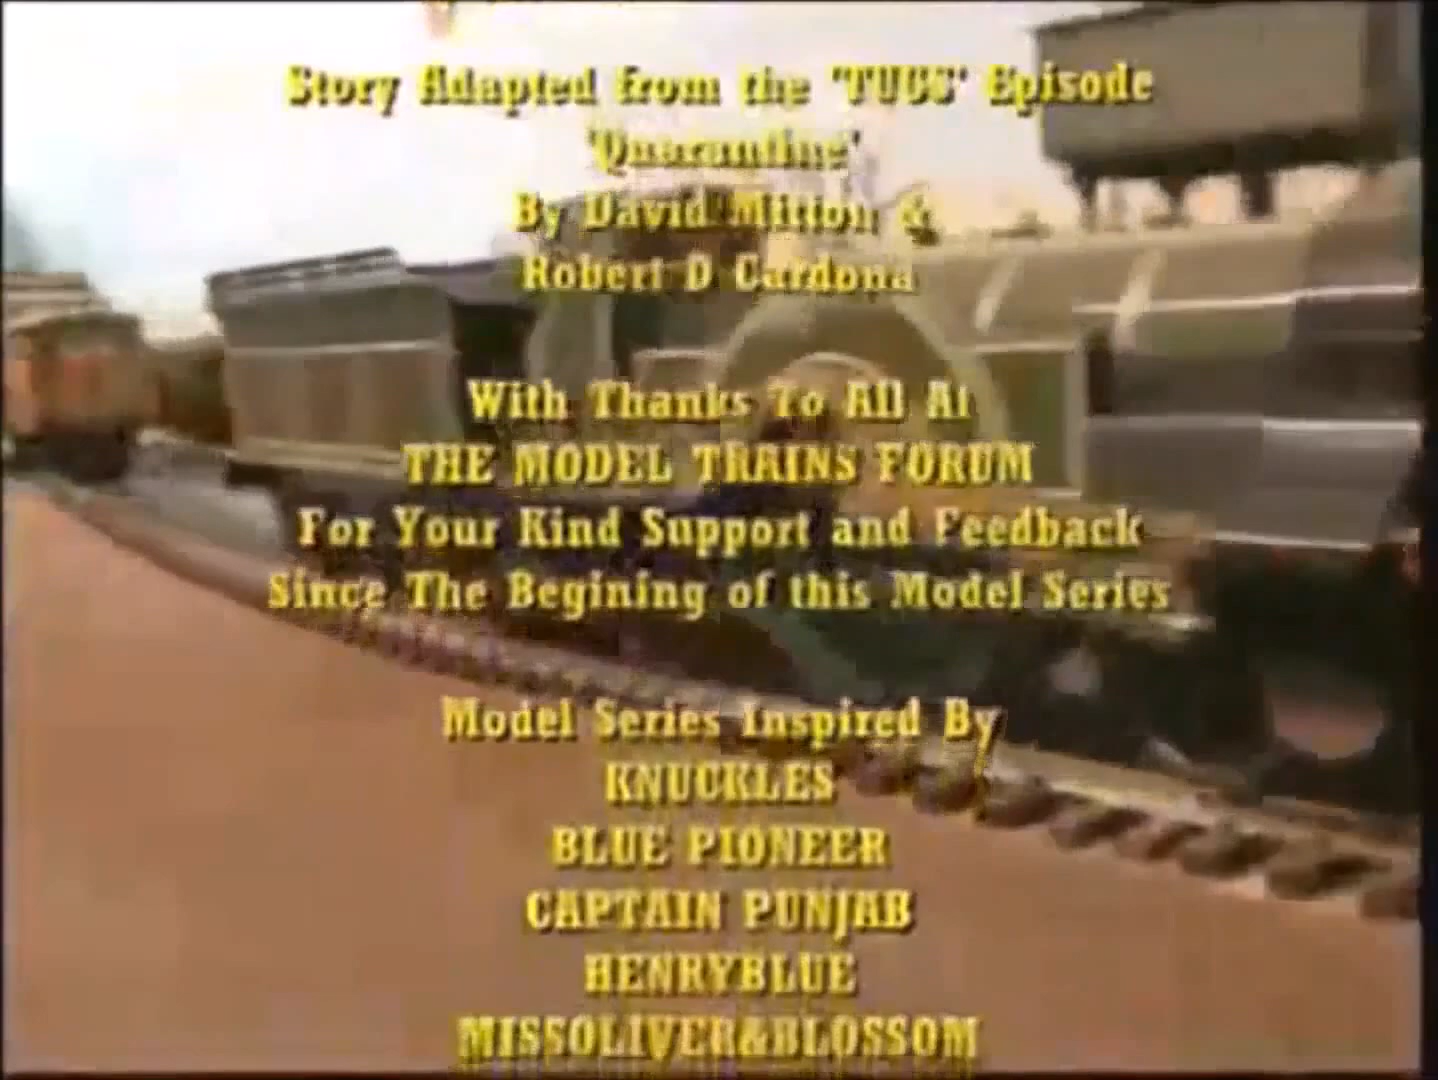 Story Adapted from the 'TUGS' Episode
'Quarantine'
By David Mitton &
Robert D Cardona
With Thanks To All At
THE MODEL TRAINS FORUM
For Your Kind Support and Feedback
Since The Begining of this Model Series
Model Series Inspired By
KNUCKLES
BLUE PIONEER
CAPTAIN PUNJAB
HENRYBLUE
MISSOLIVER&BLOSSOM